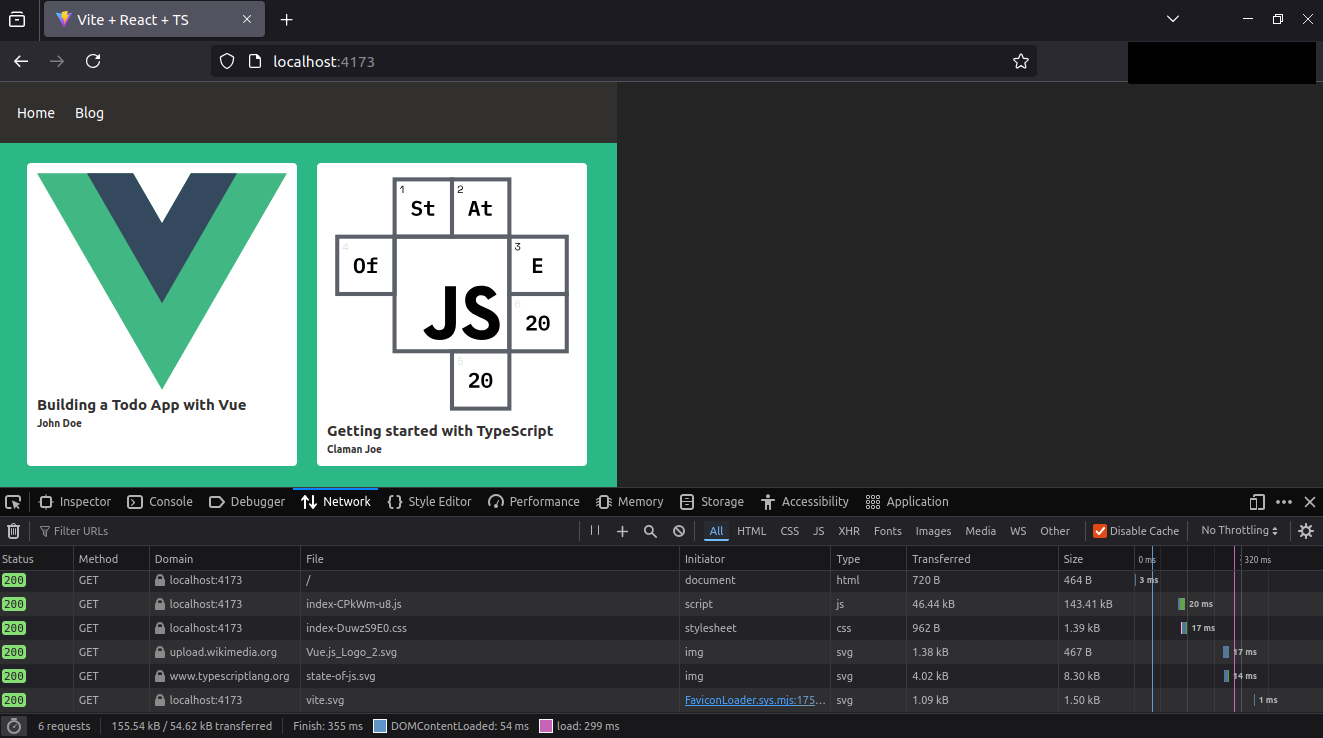 Vite + React + TS
localhost:4173
Home Blog
1 St 2 At
4 Of 3 E
JS 6 20
5 20
Building a Todo App with Vue
John Doe
Getting started with TypeScript
Claman Joe
Inspector Console Debugger Network Style Editor Performance Memory Storage Accessibility Application
Filter URLs All HTML CSS JS XHR Fonts Images Media WS Other Disable Cache No Throttling
Status Method Domain File Initiator Type Transferred Size 0 ms 320 ms
200 GET localhost:4173 / document html 720 B 464 B 3 ms
200 GET localhost:4173 index-CPkWm-u8.js script js 46.44 kB 143.41 kB 20 ms
200 GET localhost:4173 index-DuwzS9E0.css stylesheet css 962 B 1.39 kB 17 ms
200 GET upload.wikimedia.org Vue.js_Logo_2.svg img svg 1.38 kB 467 B 17 ms
200 GET www.typescriptlang.org state-of-js.svg img svg 4.02 kB 8.30 kB 14 ms
200 GET localhost:4173 vite.svg FaviconLoader.sys.mjs:175… svg 1.09 kB 1.50 kB 1 ms
6 requests 155.54 kB / 54.62 kB transferred Finish: 355 ms DOMContentLoaded: 54 ms load: 299 ms